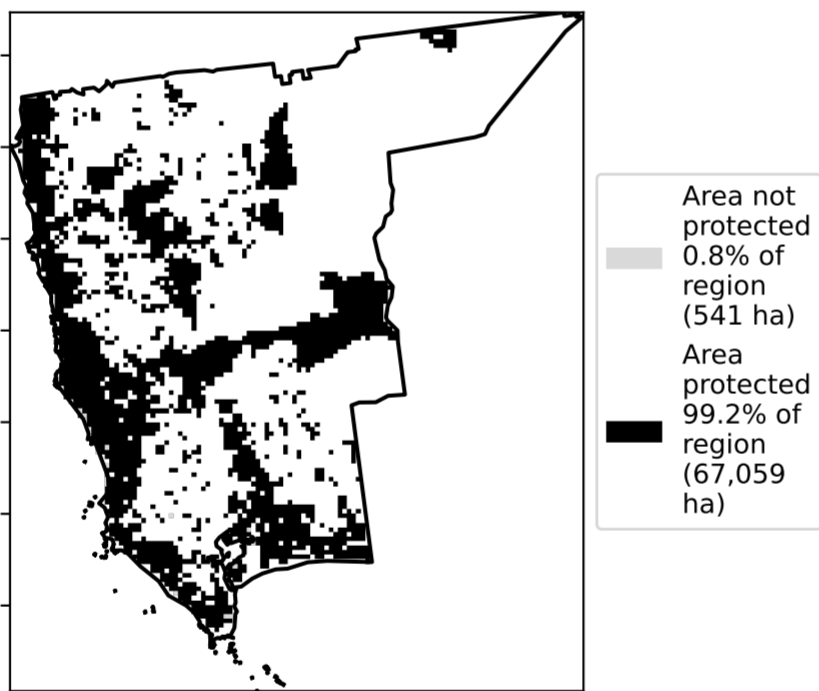 Area not
protected
0.8% of
region
(541 ha)
Area
protected
99.2% of
region
(67,059
ha)